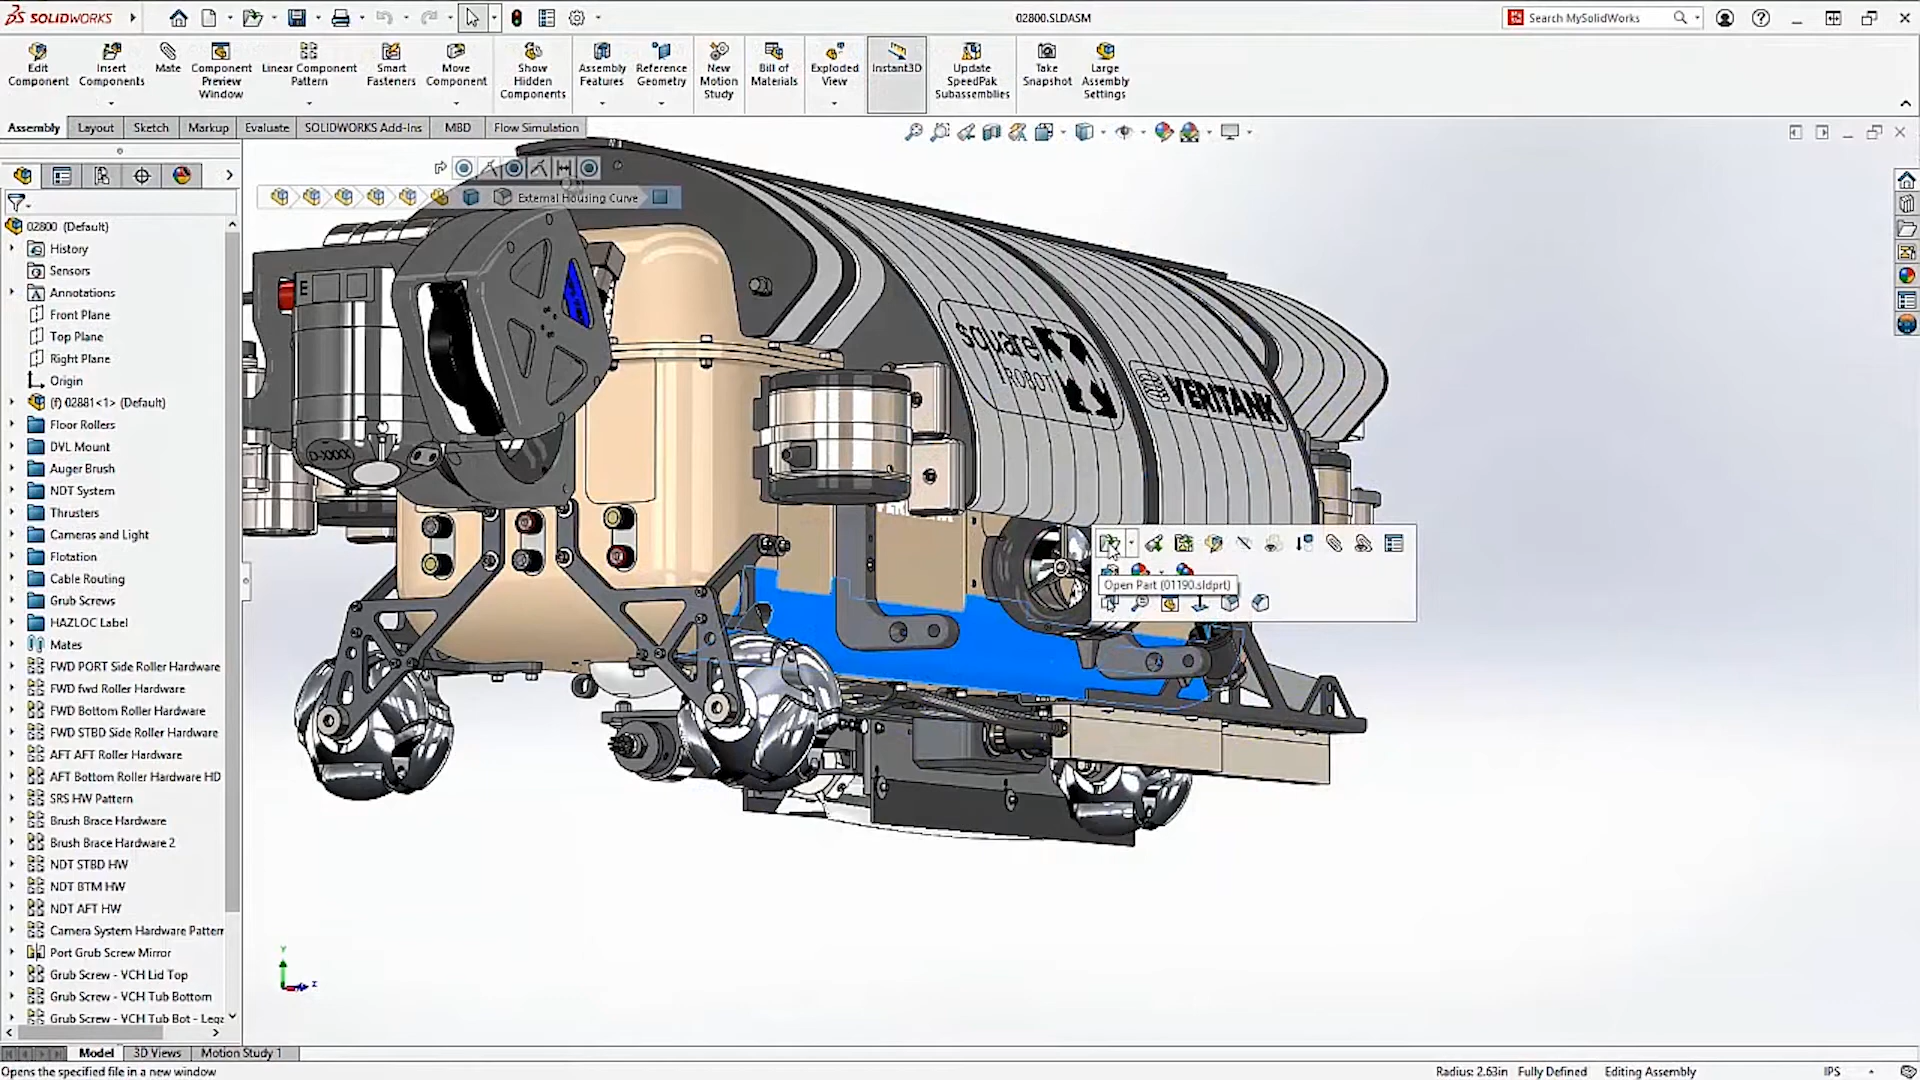 SOLIDWORKS
02800.SLDASM
Search MySolidWorks
Edit Component
Insert Components
Mate
Component Preview Window
Linear Component Pattern
Smart Fasteners
Move Component
Show Hidden Components
Assembly Features
Reference Geometry
New Motion Study
Bill of Materials
Exploded View
Instant3D
Update SpeedPak Subassemblies
Take Snapshot
Large Assembly Settings
Assembly
Layout
Sketch
Markup
Evaluate
SOLIDWORKS Add-Ins
MBD
Flow Simulation
External Housing Curve
02800 (Default)
History
Sensors
Annotations
Front Plane
Top Plane
Right Plane
Origin
(f) 02881<1> (Default)
Floor Rollers
DVL Mount
Auger Brush
NDT System
Thrusters
Cameras and Light
Flotation
Cable Routing
Grub Screws
HAZLOC Label
Mates
FWD PORT Side Roller Hardware
FWD fwd Roller Hardware
FWD Bottom Roller Hardware
FWD STBD Side Roller Hardware
AFT AFT Roller Hardware
AFT Bottom Roller Hardware HD
SRS HW Pattern
Brush Brace Hardware
Brush Brace Hardware 2
NDT STBD HW
NDT BTM HW
NDT AFT HW
Camera System Hardware Pattern
Port Grub Screw Mirror
Grub Screw - VCH Lid Top
Grub Screw - VCH Tub Bottom
Grub Screw - VCH Tub Bot - Lega
E
D-XXXX
square
ROBOT
VERITANK
Open Part (01190.sldprt)
Y
Z
Model
3D Views
Motion Study 1
Opens the specified file in a new window
Radius: 2.63in
Fully Defined
Editing Assembly
IPS